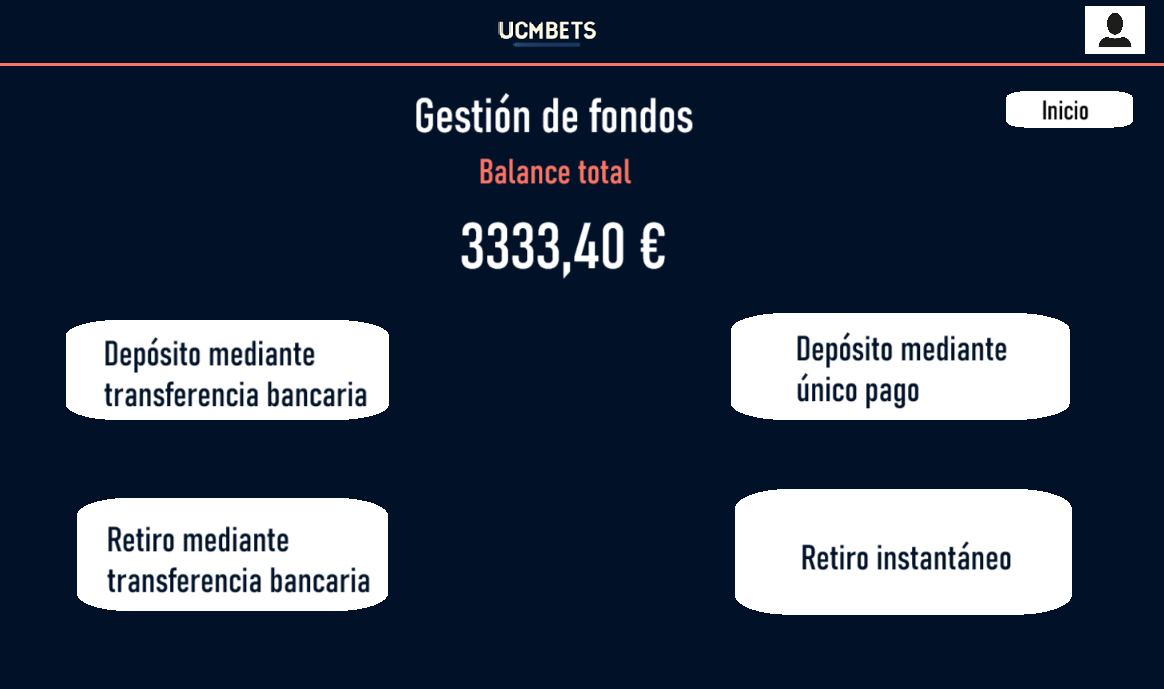 UCMBETS
Gestión de fondos
Inicio
Balance total
3333,40 €
Depósito mediante
transferencia bancaria
Depósito mediante
único pago
Retiro mediante
transferencia bancaria
Retiro instantáneo